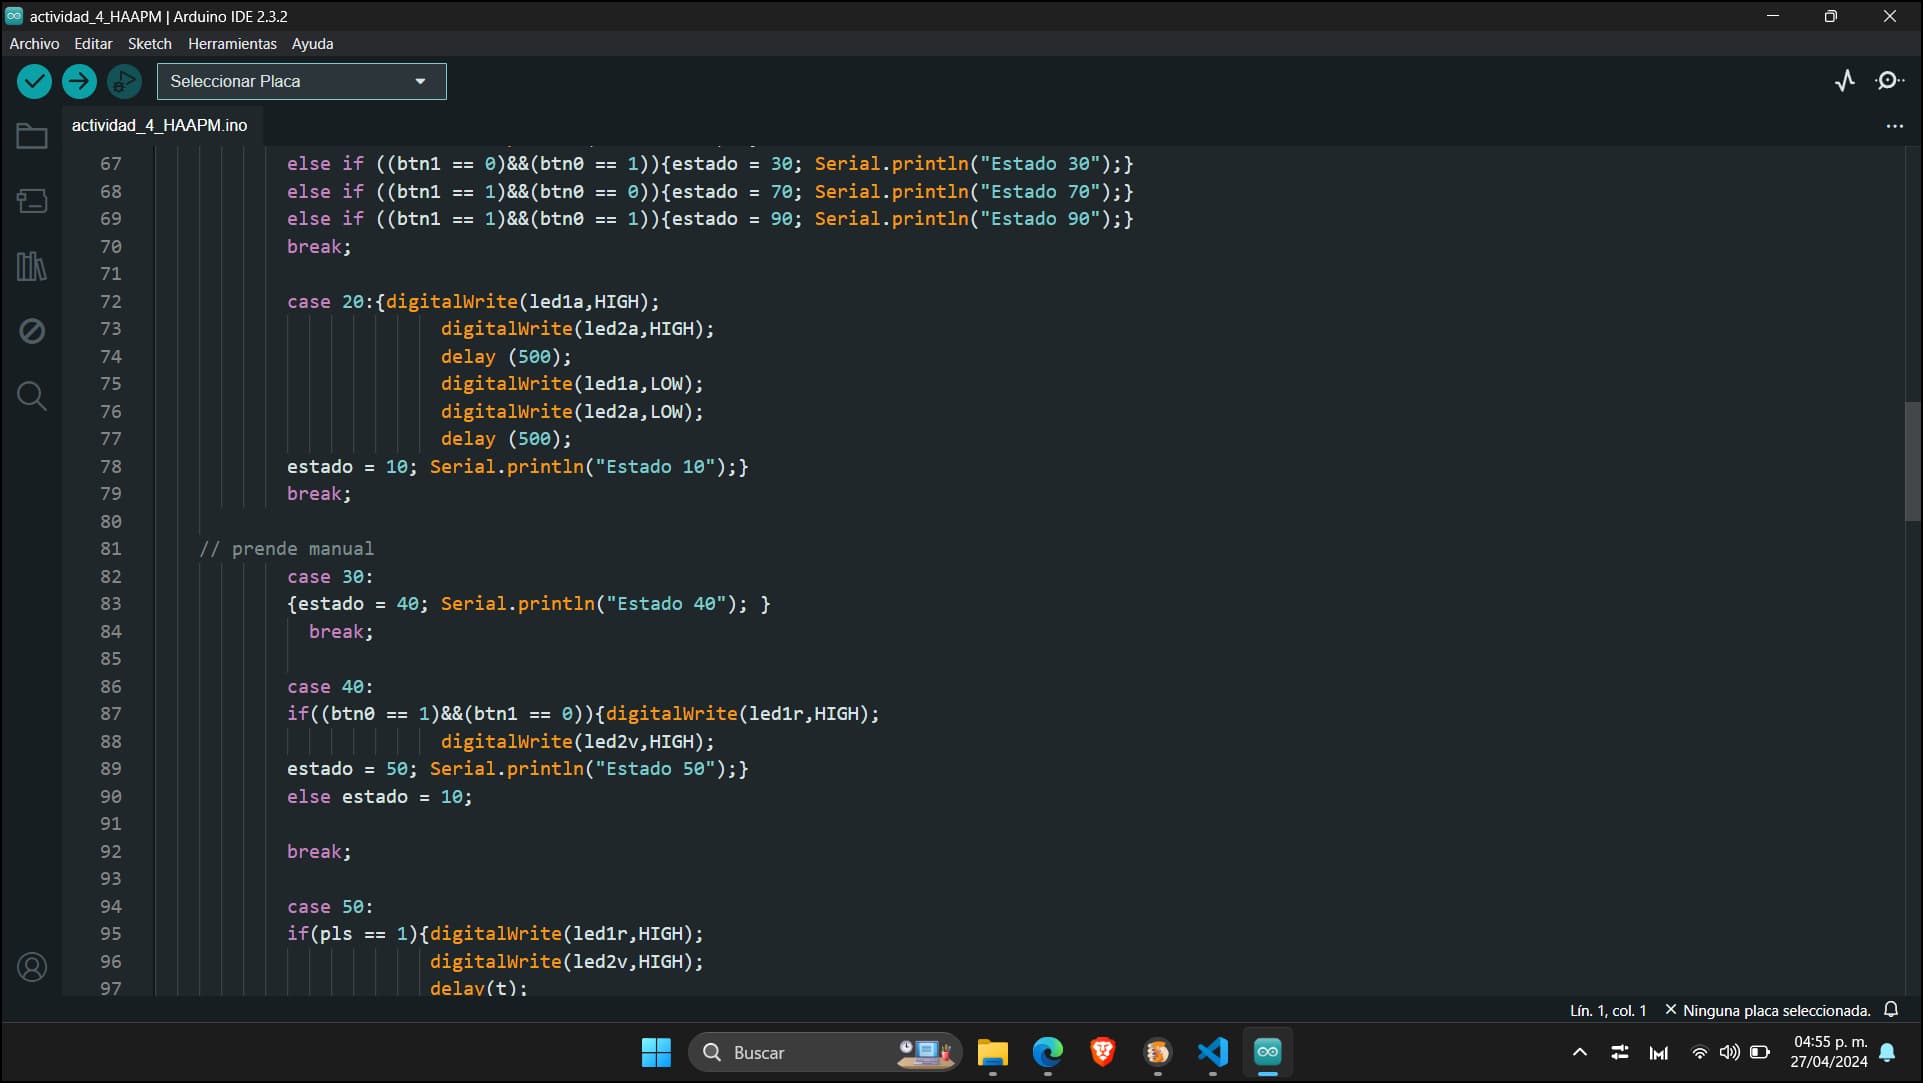 actividad_4_HAAPM | Arduino IDE 2.3.2
Archivo Editar Sketch Herramientas Ayuda
Seleccionar Placa
actividad_4_HAAPM.ino
67 else if ((btn1 == 0)&&(btn0 == 1)){estado = 30; Serial.println("Estado 30");}
68 else if ((btn1 == 1)&&(btn0 == 0)){estado = 70; Serial.println("Estado 70");}
69 else if ((btn1 == 1)&&(btn0 == 1)){estado = 90; Serial.println("Estado 90");}
70 break;
71
72 case 20:{digitalWrite(led1a,HIGH);
73 digitalWrite(led2a,HIGH);
74 delay (500);
75 digitalWrite(led1a,LOW);
76 digitalWrite(led2a,LOW);
77 delay (500);
78 estado = 10; Serial.println("Estado 10");}
79 break;
80
81 // prende manual
82 case 30:
83 {estado = 40; Serial.println("Estado 40"); }
84 break;
85
86 case 40:
87 if((btn0 == 1)&&(btn1 == 0)){digitalWrite(led1r,HIGH);
88 digitalWrite(led2v,HIGH);
89 estado = 50; Serial.println("Estado 50");}
90 else estado = 10;
91
92 break;
93
94 case 50:
95 if(pls == 1){digitalWrite(led1r,HIGH);
96 digitalWrite(led2v,HIGH);
97 delay(t);
Lín. 1, col. 1 Ninguna placa seleccionada.
Buscar
04:55 p. m.
27/04/2024